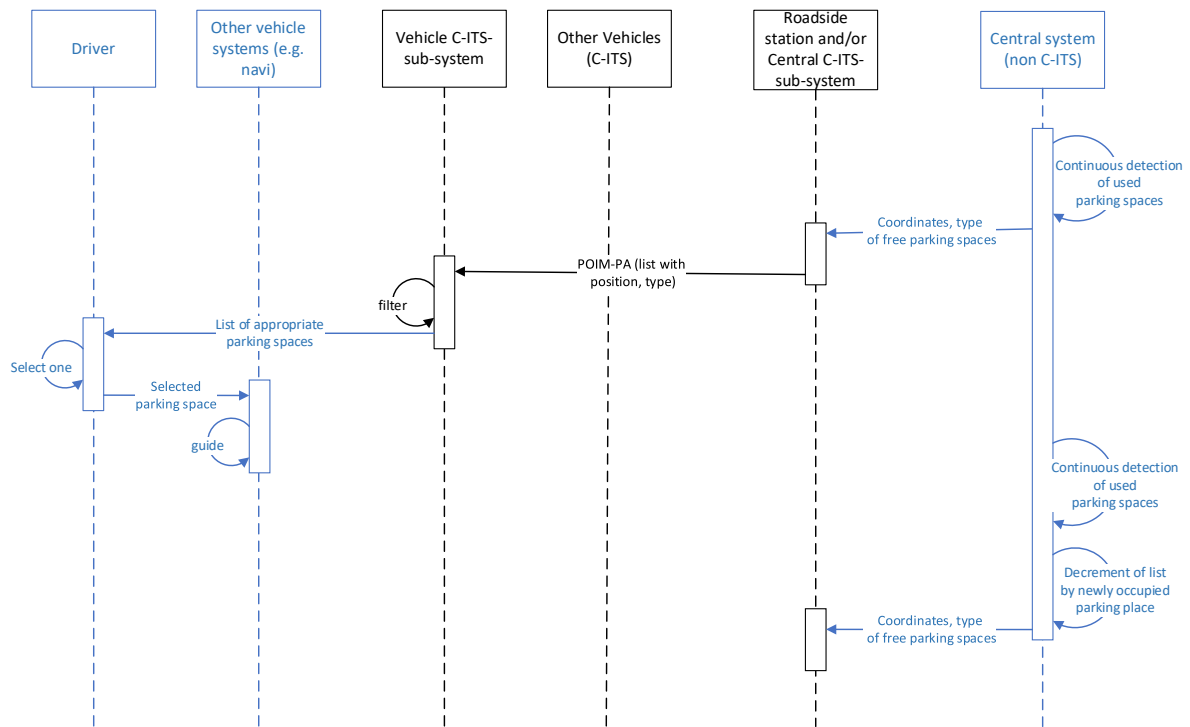 Driver
Other vehicle
systems (e.g.
navi)
Vehicle C-ITS-
sub-system
Other Vehicles
(C-ITS)
Roadside
station and/or
Central C-ITS-
sub-system
Central system
(non C-ITS)
Continuous detection
of used
parking spaces
Coordinates, type
of free parking spaces
POIM-PA (list with
position, type)
filter
List of appropriate
parking spaces
Select one
Selected
parking space
guide
Continuous detection
of used
parking spaces
Decrement of list
by newly occupied
parking place
Coordinates, type
of free parking spaces